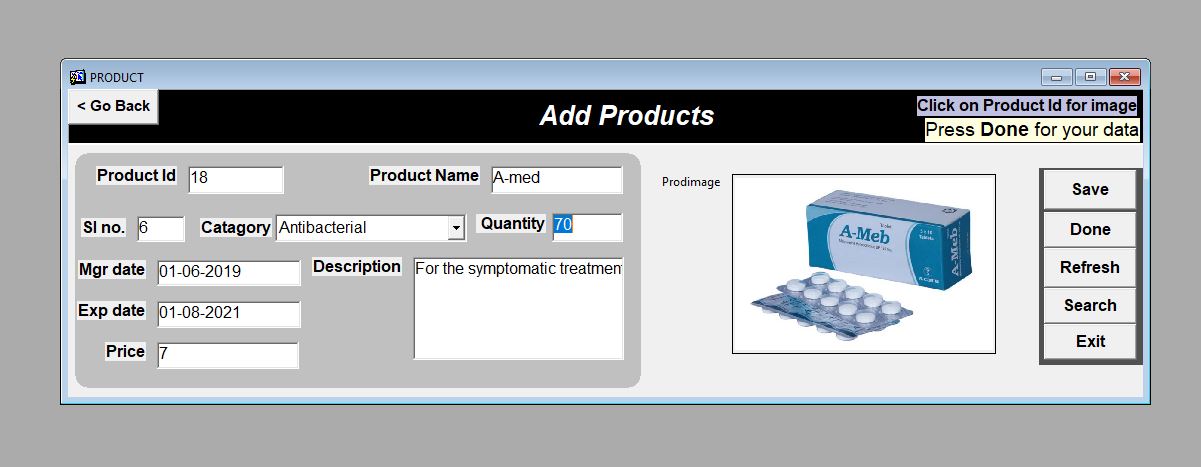 PRODUCT
< Go Back
Add Products
Click on Product Id for image
Press Done for your data
Product Id 18
Product Name A-med
Sl no. 6
Catagory Antibacterial
Quantity 70
Mgr date 01-06-2019
Description For the symptomatic treatmen
Exp date 01-08-2021
Price 7
Prodimage
A-Meb
Tablets
A-Meb
Save
Done
Refresh
Search
Exit